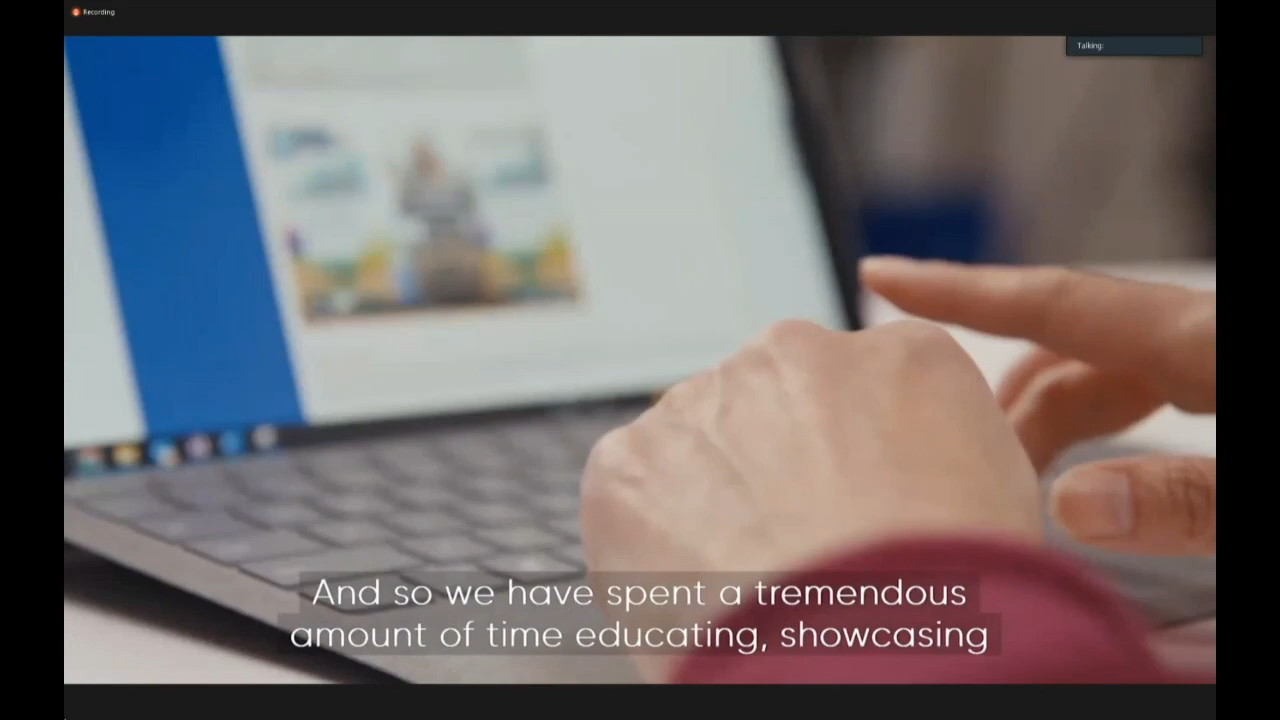 Recording
Talking:
And so we have spent a tremendous
amount of time educating, showcasing